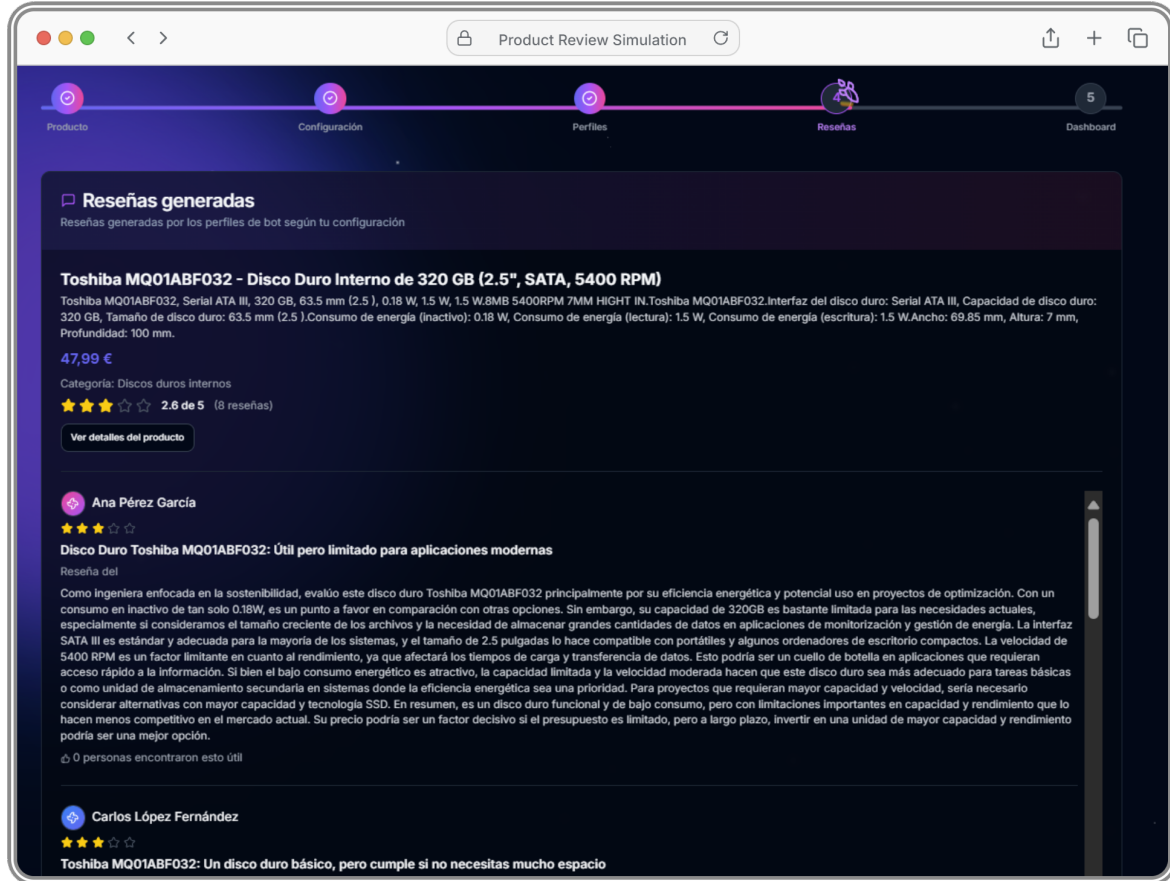 Product Review Simulation
4
5
Producto
Configuración
Perfiles
Reseñas
Dashboard
Reseñas generadas
Reseñas generadas por los perfiles de bot según tu configuración
Toshiba MQ01ABF032 - Disco Duro Interno de 320 GB (2.5", SATA, 5400 RPM)
Toshiba MQ01ABF032, Serial ATA III, 320 GB, 63.5 mm (2.5 ), 0.18 W, 1.5 W, 1.5 W.8MB 5400RPM 7MM HIGHT IN.Toshiba MQ01ABF032.Interfaz del disco duro: Serial ATA III, Capacidad de disco duro:
320 GB, Tamaño de disco duro: 63.5 mm (2.5 ).Consumo de energía (inactivo): 0.18 W, Consumo de energía (lectura): 1.5 W, Consumo de energía (escritura): 1.5 W.Ancho: 69.85 mm, Altura: 7 mm,
Profundidad: 100 mm.
47,99 €
Categoría: Discos duros internos
2.6 de 5 (8 reseñas)
Ver detalles del producto
Ana Pérez García
Disco Duro Toshiba MQ01ABF032: Útil pero limitado para aplicaciones modernas
Reseña del
Como ingeniera enfocada en la sostenibilidad, evalúo este disco duro Toshiba MQ01ABF032 principalmente por su eficiencia energética y potencial uso en proyectos de optimización. Con un
consumo en inactivo de tan solo 0.18W, es un punto a favor en comparación con otras opciones. Sin embargo, su capacidad de 320GB es bastante limitada para las necesidades actuales,
especialmente si consideramos el tamaño creciente de los archivos y la necesidad de almacenar grandes cantidades de datos en aplicaciones de monitorización y gestión de energía. La interfaz
SATA III es estándar y adecuada para la mayoría de los sistemas, y el tamaño de 2.5 pulgadas lo hace compatible con portátiles y algunos ordenadores de escritorio compactos. La velocidad de
5400 RPM es un factor limitante en cuanto al rendimiento, ya que afectará los tiempos de carga y transferencia de datos. Esto podría ser un cuello de botella en aplicaciones que requieran
acceso rápido a la información. Si bien el bajo consumo energético es atractivo, la capacidad limitada y la velocidad moderada hacen que este disco duro sea más adecuado para tareas básicas
o como unidad de almacenamiento secundaria en sistemas donde la eficiencia energética sea una prioridad. Para proyectos que requieran mayor capacidad y velocidad, sería necesario
considerar alternativas con mayor capacidad y tecnología SSD. En resumen, es un disco duro funcional y de bajo consumo, pero con limitaciones importantes en capacidad y rendimiento que lo
hacen menos competitivo en el mercado actual. Su precio podría ser un factor decisivo si el presupuesto es limitado, pero a largo plazo, invertir en una unidad de mayor capacidad y rendimiento
podría ser una mejor opción.
0 personas encontraron esto útil
Carlos López Fernández
Toshiba MQ01ABF032: Un disco duro básico, pero cumple si no necesitas mucho espacio